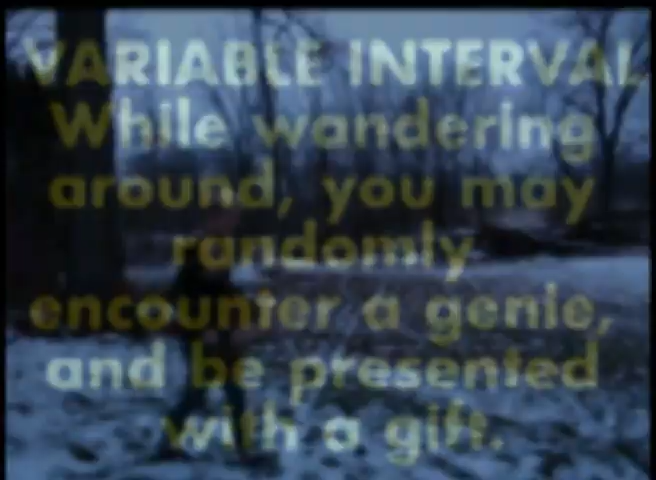 VARIABLE INTERVAL
While wandering
around, you may
randomly
encounter a genie,
and be presented
with a gift.